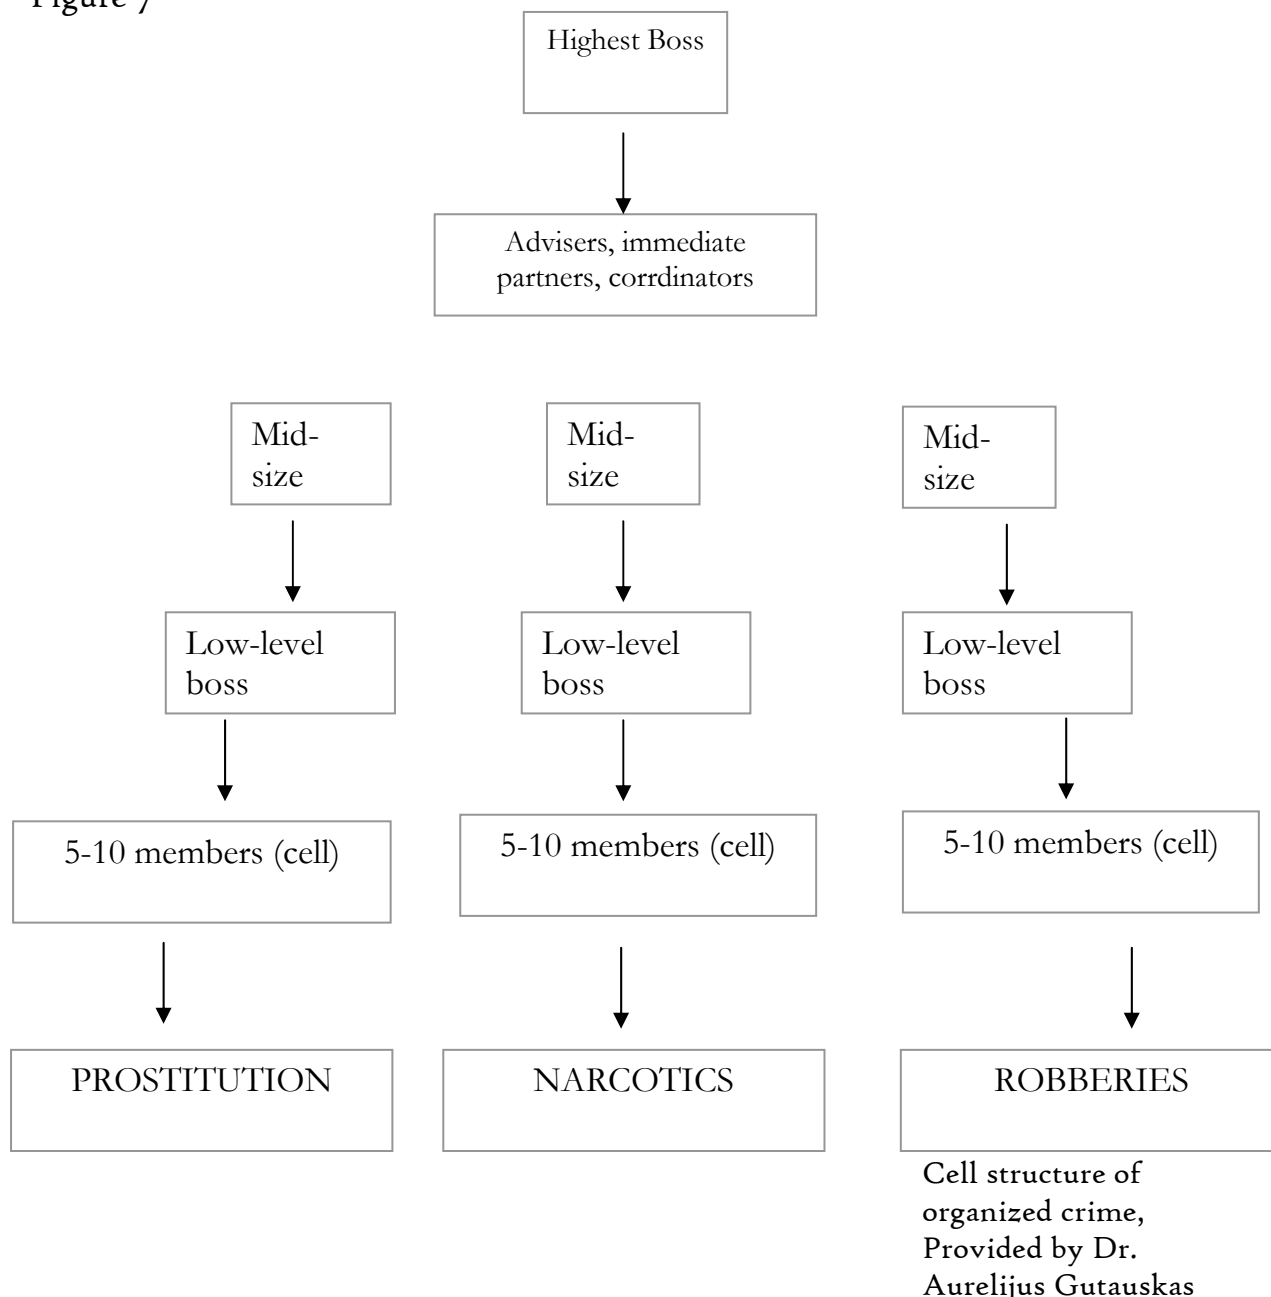 Figure 7
Highest Boss
Advisers, immediate
partners, corrdinators
Mid-
size
Mid-
size
Mid-
size
Low-level
boss
Low-level
boss
Low-level
boss
5-10 members (cell)
5-10 members (cell)
5-10 members (cell)
PROSTITUTION
NARCOTICS
ROBBERIES
Cell structure of
organized crime,
Provided by Dr.
Aurelijus Gutauskas